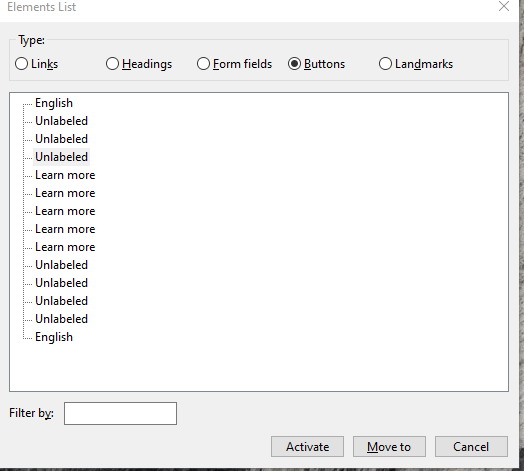 Elements List
Type:
Links Headings Form fields Buttons Landmarks
English
Unlabeled
Unlabeled
Unlabeled
Learn more
Learn more
Learn more
Learn more
Learn more
Unlabeled
Unlabeled
Unlabeled
Unlabeled
English
Filter by:
Activate Move to Cancel